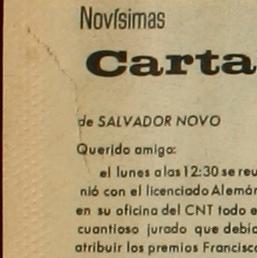 Novísimas
Carta
de SALVADOR NOVO
Querido amigo:
el lunes a las 12:30 se reu
nió con el licenciado Alemán
en su oficina del CNT todo e
cuantioso jurado que debía
atribuir los premios Francisco